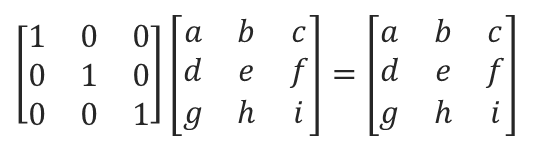 [1 0 0] [a b c] = [a b c]
[0 1 0] [d e f] = [d e f]
[0 0 1] [g h i] = [g h i]